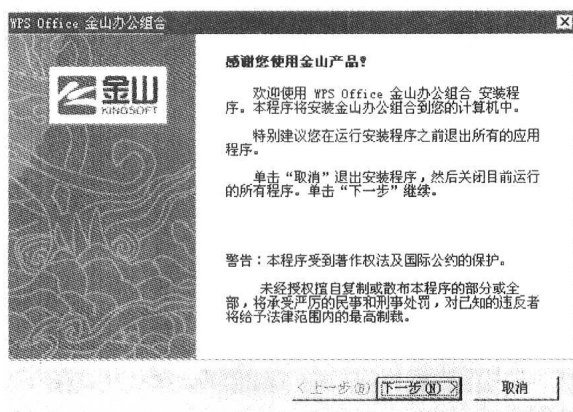 WPS Office 金山办公组合
金山
KINGSOFT
感谢您使用金山产品!
欢迎使用 WPS Office 金山办公组合 安装程
序。本程序将安装金山办公组合到您的计算机中。
特别建议您在运行安装程序之前退出所有的应用
程序。
单击“取消”退出安装程序，然后关闭目前运行
的所有程序。单击“下一步”继续。
警告：本程序受到著作权法及国际公约的保护。
未经授权擅自复制或散布本程序的部分或全
部，将承受严厉的民事和刑事处罚，对已知的违反者
将给予法律范围内的最高制裁。
<上一步(B) 下一步(N)> 取消